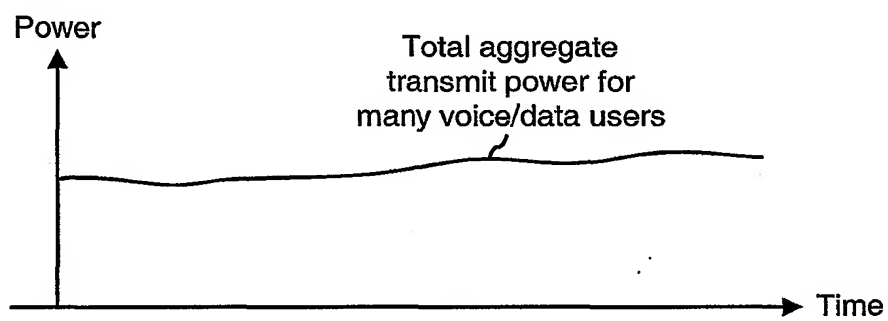 Power
Total aggregate
transmit power for
many voice/data users
Time